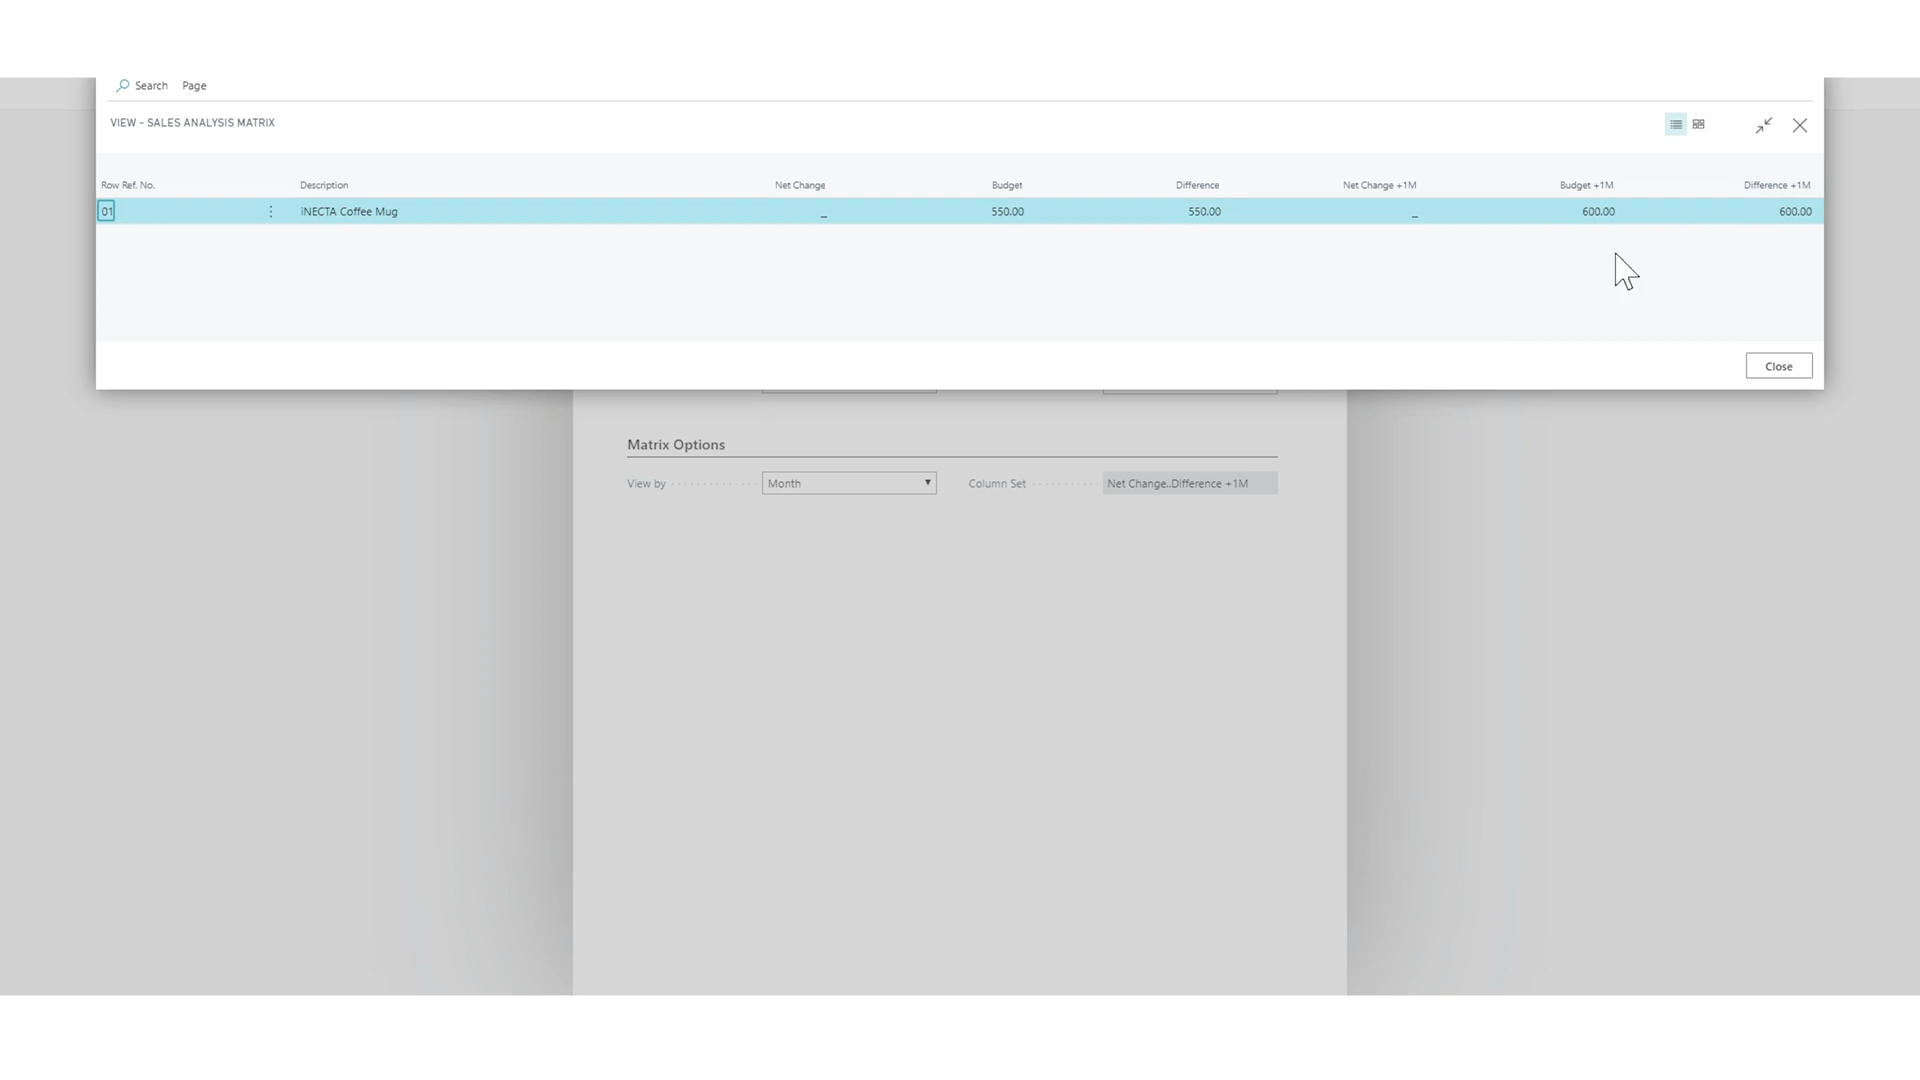 Search Page
VIEW - SALES ANALYSIS MATRIX
Row Ref. No. Description Net Change Budget Difference Net Change +1M Budget +1M Difference +1M
01 iNECTA Coffee Mug _ 550.00 550.00 _ 600.00 600.00
Close
Matrix Options
View by Month Column Set Net Change..Difference +1M